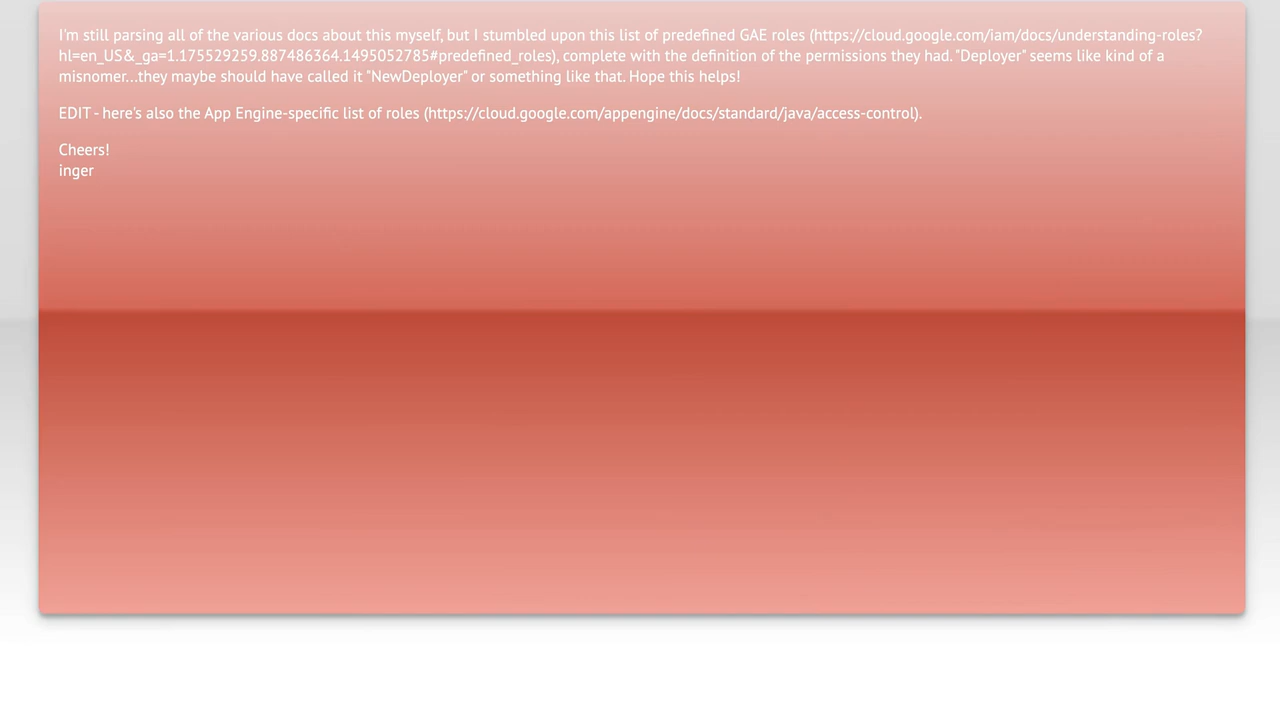 I'm still parsing all of the various docs about this myself, but I stumbled upon this list of predefined GAE roles (https://cloud.google.com/iam/docs/understanding-roles?
hl=en_US&_ga=1.175529259.887486364.1495052785#predefined_roles), complete with the definition of the permissions they had. "Deployer" seems like kind of a
misnomer...they maybe should have called it "NewDeployer" or something like that. Hope this helps!
EDIT - here's also the App Engine-specific list of roles (https://cloud.google.com/appengine/docs/standard/java/access-control).
Cheers!
inger